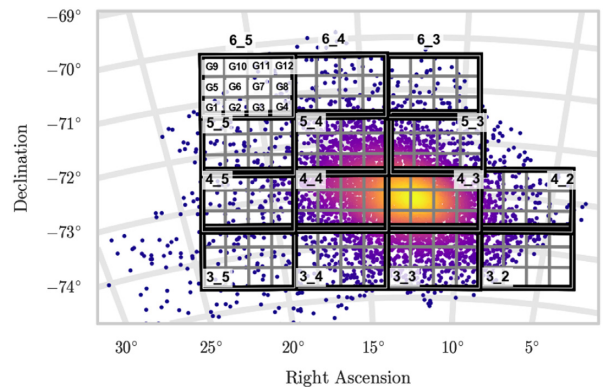 −69°
6_5 6_4 6_3
−70°
G9 G10 G11 G12
G5 G6 G7 G8
G1 G2 G3 G4
−71°
5_5 5_4 5_3
−72°
4_5 4_4 4_3 4_2
−73°
3_5 3_4 3_3 3_2
−74°
Declination
30° 25° 20° 15° 10° 5°
Right Ascension